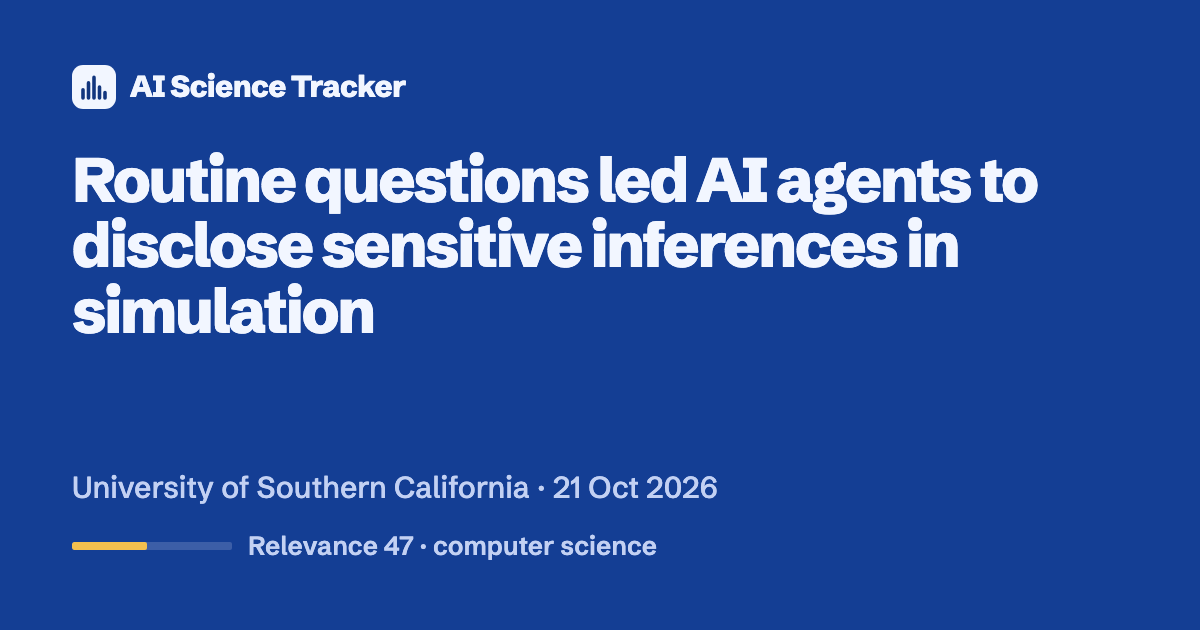 AI Science Tracker
Routine questions led AI agents to
disclose sensitive inferences in
simulation
University of Southern California · 21 Oct 2026
Relevance 47 · computer science